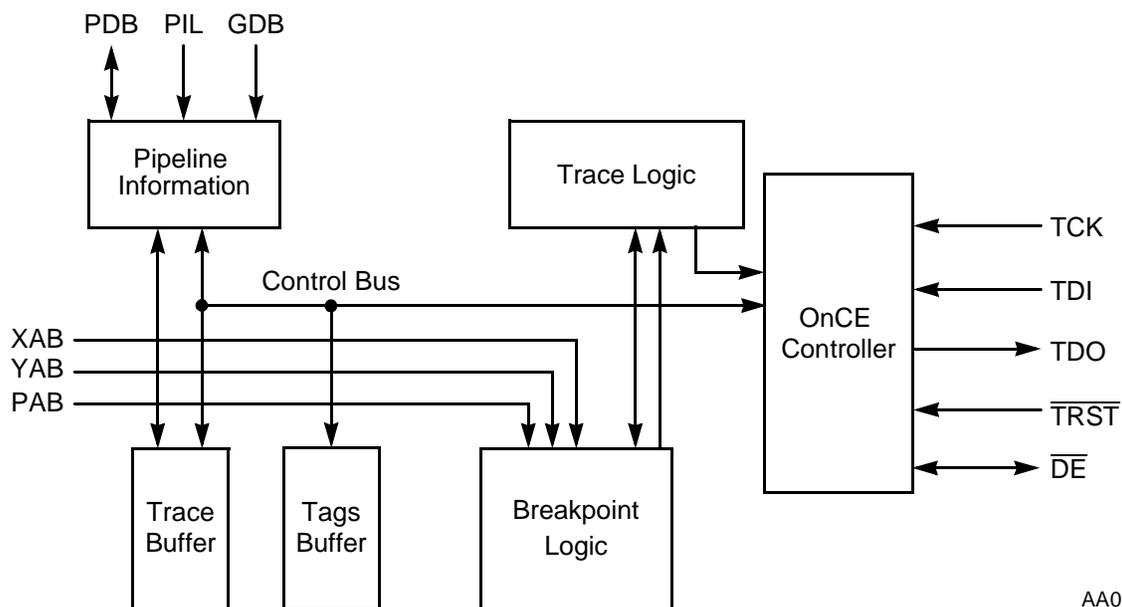 PDB PIL GDB
Pipeline
Information
Trace Logic
Control Bus
XAB
YAB
PAB
OnCE
Controller
TCK
TDI
TDO
TRST
DE
Trace
Buffer
Tags
Buffer
Breakpoint
Logic
AA0